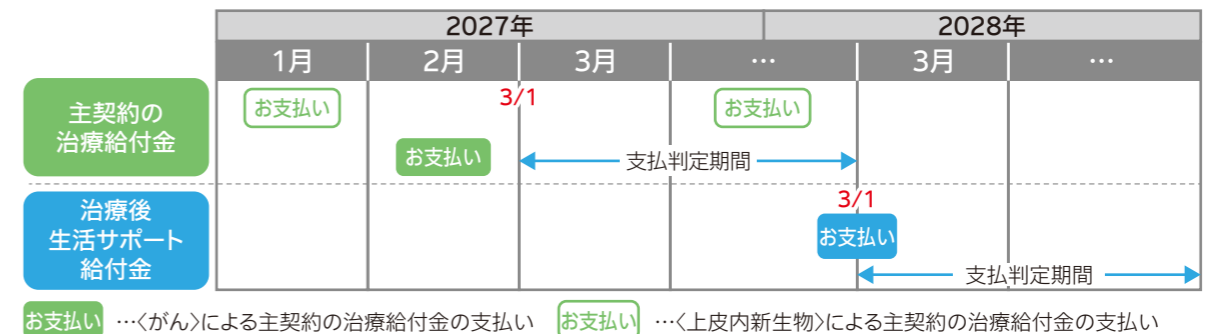 2027年 2028年
1月 2月 3月 … 3月 …
主契約の
治療給付金
お支払い 3/1 お支払い
お支払い 支払判定期間
治療後
生活サポート
給付金
3/1
お支払い
支払判定期間
お支払い …〈がん〉による主契約の治療給付金の支払い お支払い …〈上皮内新生物〉による主契約の治療給付金の支払い